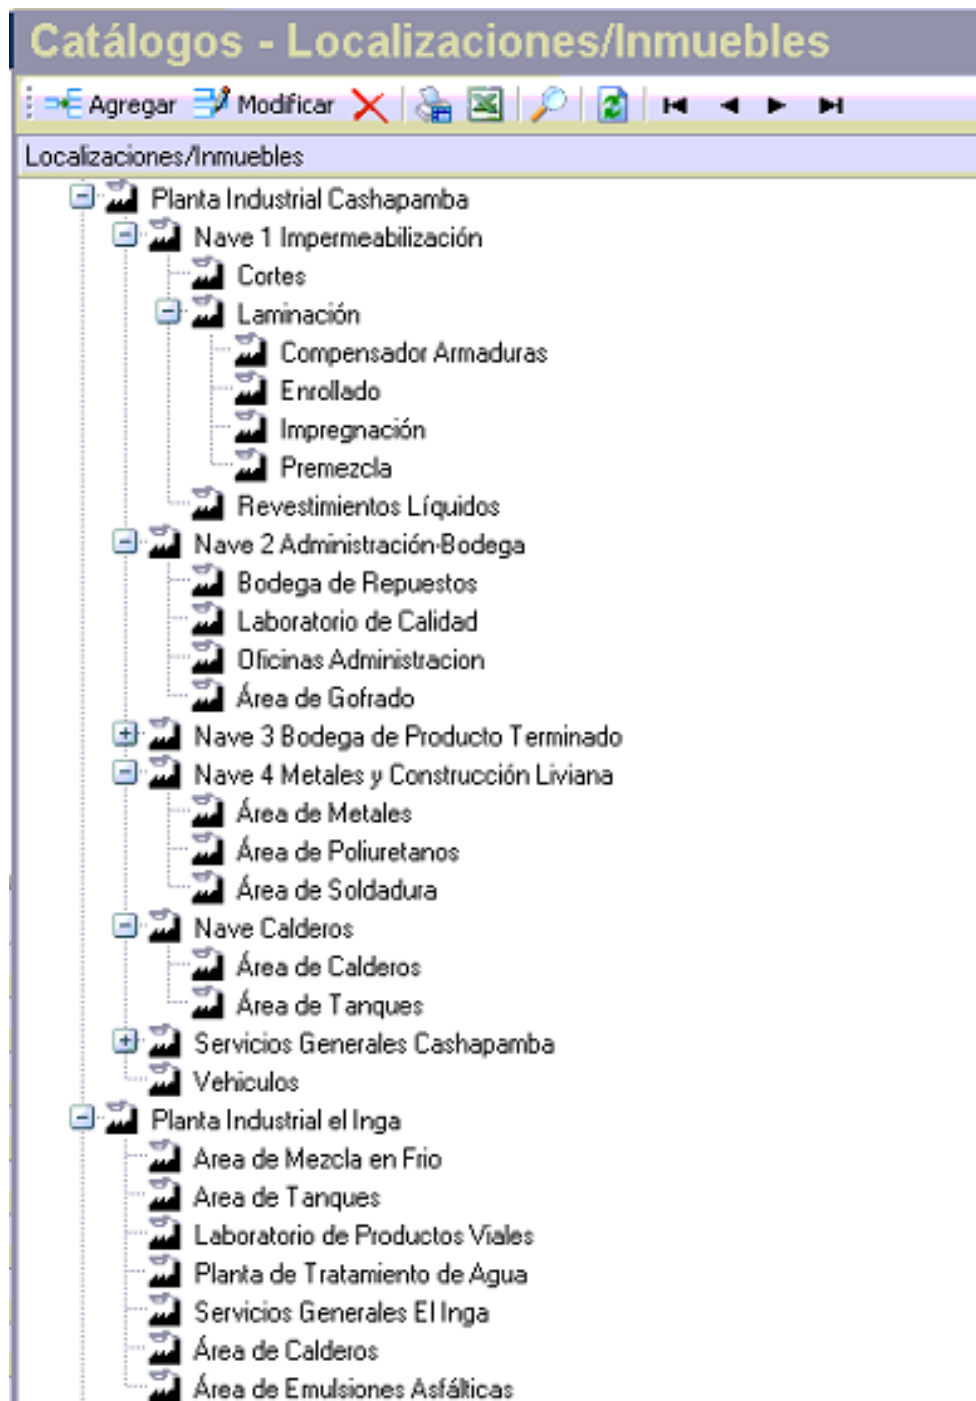 Catálogos - Localizaciones/Inmuebles
Agregar Modificar
Localizaciones/Inmuebles
Planta Industrial Cashapamba
Nave 1 Impermeabilización
Cortes
Laminación
Compensador Armaduras
Enrollado
Impregnación
Premezcla
Revestimientos Líquidos
Nave 2 Administración-Bodega
Bodega de Repuestos
Laboratorio de Calidad
Oficinas Administracion
Área de Gofrado
Nave 3 Bodega de Producto Terminado
Nave 4 Metales y Construcción Liviana
Área de Metales
Área de Poliuretanos
Área de Soldadura
Nave Calderos
Área de Calderos
Área de Tanques
Servicios Generales Cashapamba
Vehiculos
Planta Industrial el Inga
Area de Mezcla en Frio
Area de Tanques
Laboratorio de Productos Viales
Planta de Tratamiento de Agua
Servicios Generales El Inga
Área de Calderos
Área de Emulsiones Asfálticas